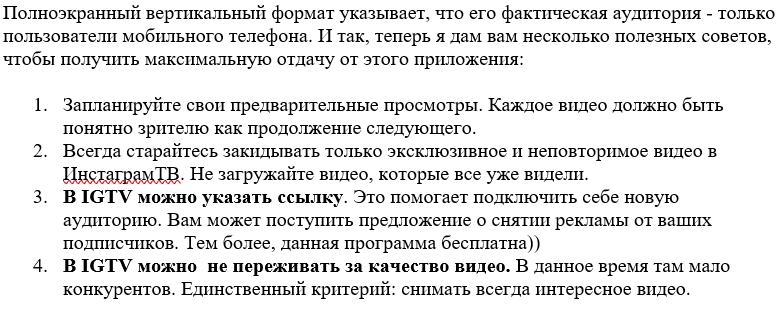 Полноэкранный вертикальный формат указывает, что его фактическая аудитория - только
пользователи мобильного телефона. И так, теперь я дам вам несколько полезных советов,
чтобы получить максимальную отдачу от этого приложения:
1. Запланируйте свои предварительные просмотры. Каждое видео должно быть
понятно зрителю как продолжение следующего.
2. Всегда старайтесь закидывать только эксклюзивное и неповторимое видео в
ИнстаграмТВ. Не загружайте видео, которые все уже видели.
3. В IGTV можно указать ссылку. Это помогает подключить себе новую
аудиторию. Вам может поступить предложение о снятии рекламы от ваших
подписчиков. Тем более, данная программа бесплатна))
4. В IGTV можно  не переживать за качество видео. В данное время там мало
конкурентов. Единственный критерий: снимать всегда интересное видео.